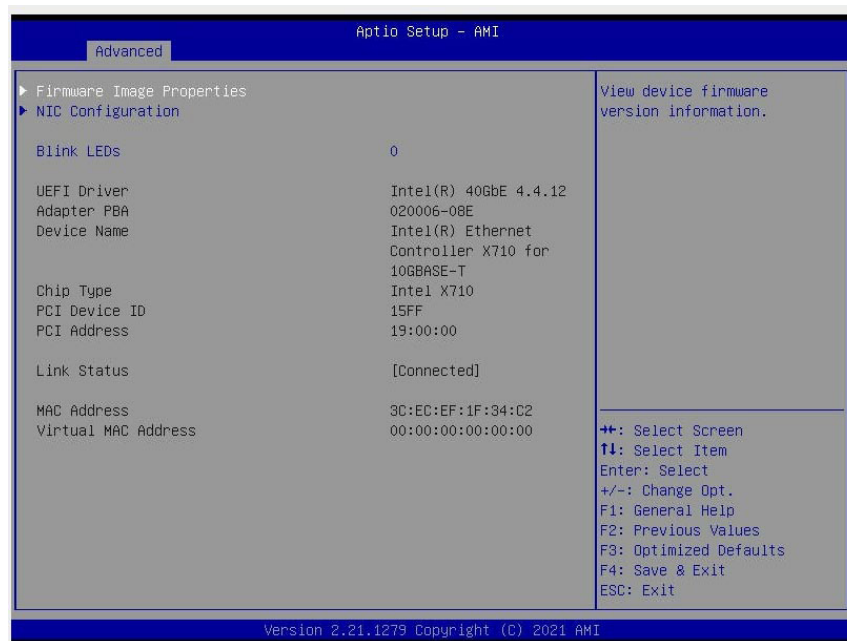 Aptio Setup - AMI
Advanced
Firmware Image Properties
NIC Configuration
Blink LEDs 0
UEFI Driver Intel(R) 40GbE 4.4.12
Adapter PBA 020006-08E
Device Name Intel(R) Ethernet
Controller X710 for
10GBASE-T
Chip Type Intel X710
PCI Device ID 15FF
PCI Address 19:00:00
Link Status [Connected]
MAC Address 3C:EC:EF:1F:34:C2
Virtual MAC Address 00:00:00:00:00:00
View device firmware
version information.
→←: Select Screen
↑↓: Select Item
Enter: Select
+/-: Change Opt.
F1: General Help
F2: Previous Values
F3: Optimized Defaults
F4: Save & Exit
ESC: Exit
Version 2.21.1279 Copyright (C) 2021 AMI